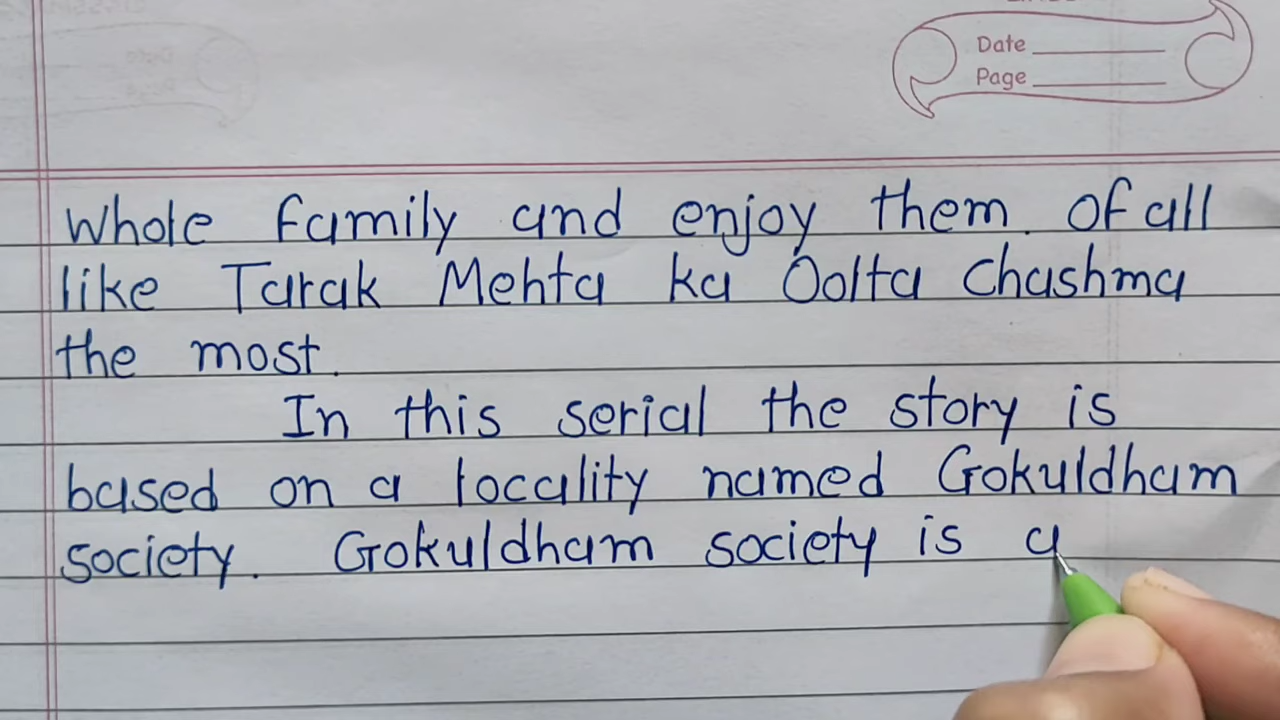 Date
Page
whole family and enjoy them. Of all
like Tarak Mehta ka Oolta Chashma
the most.
In this serial the story is
based on a locality named Gokuldham
society. Gokuldham society is a